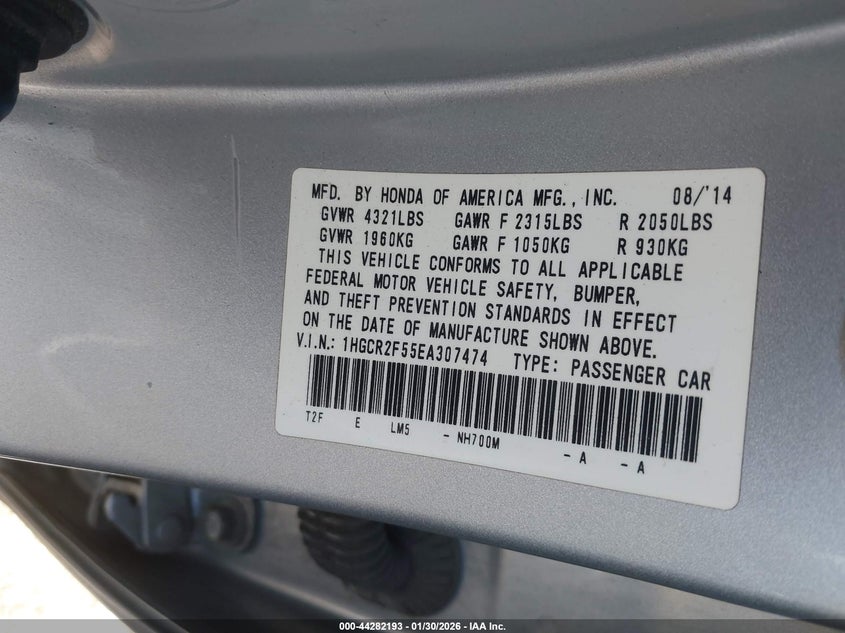 MFD. BY HONDA OF AMERICA MFG., INC. 08/'14
GVWR 4321LBS GAWR F 2315LBS R 2050LBS
GVWR 1960KG GAWR F 1050KG R 930KG
THIS VEHICLE CONFORMS TO ALL APPLICABLE
FEDERAL MOTOR VEHICLE SAFETY, BUMPER,
AND THEFT PREVENTION STANDARDS IN EFFECT
ON THE DATE OF MANUFACTURE SHOWN ABOVE.
V.I.N.: 1HGCR2F55EA307474 TYPE: PASSENGER CAR
T2F E LM5 - NH700M - A - A
000-44282193 - 01/30/2026 - IAA Inc.